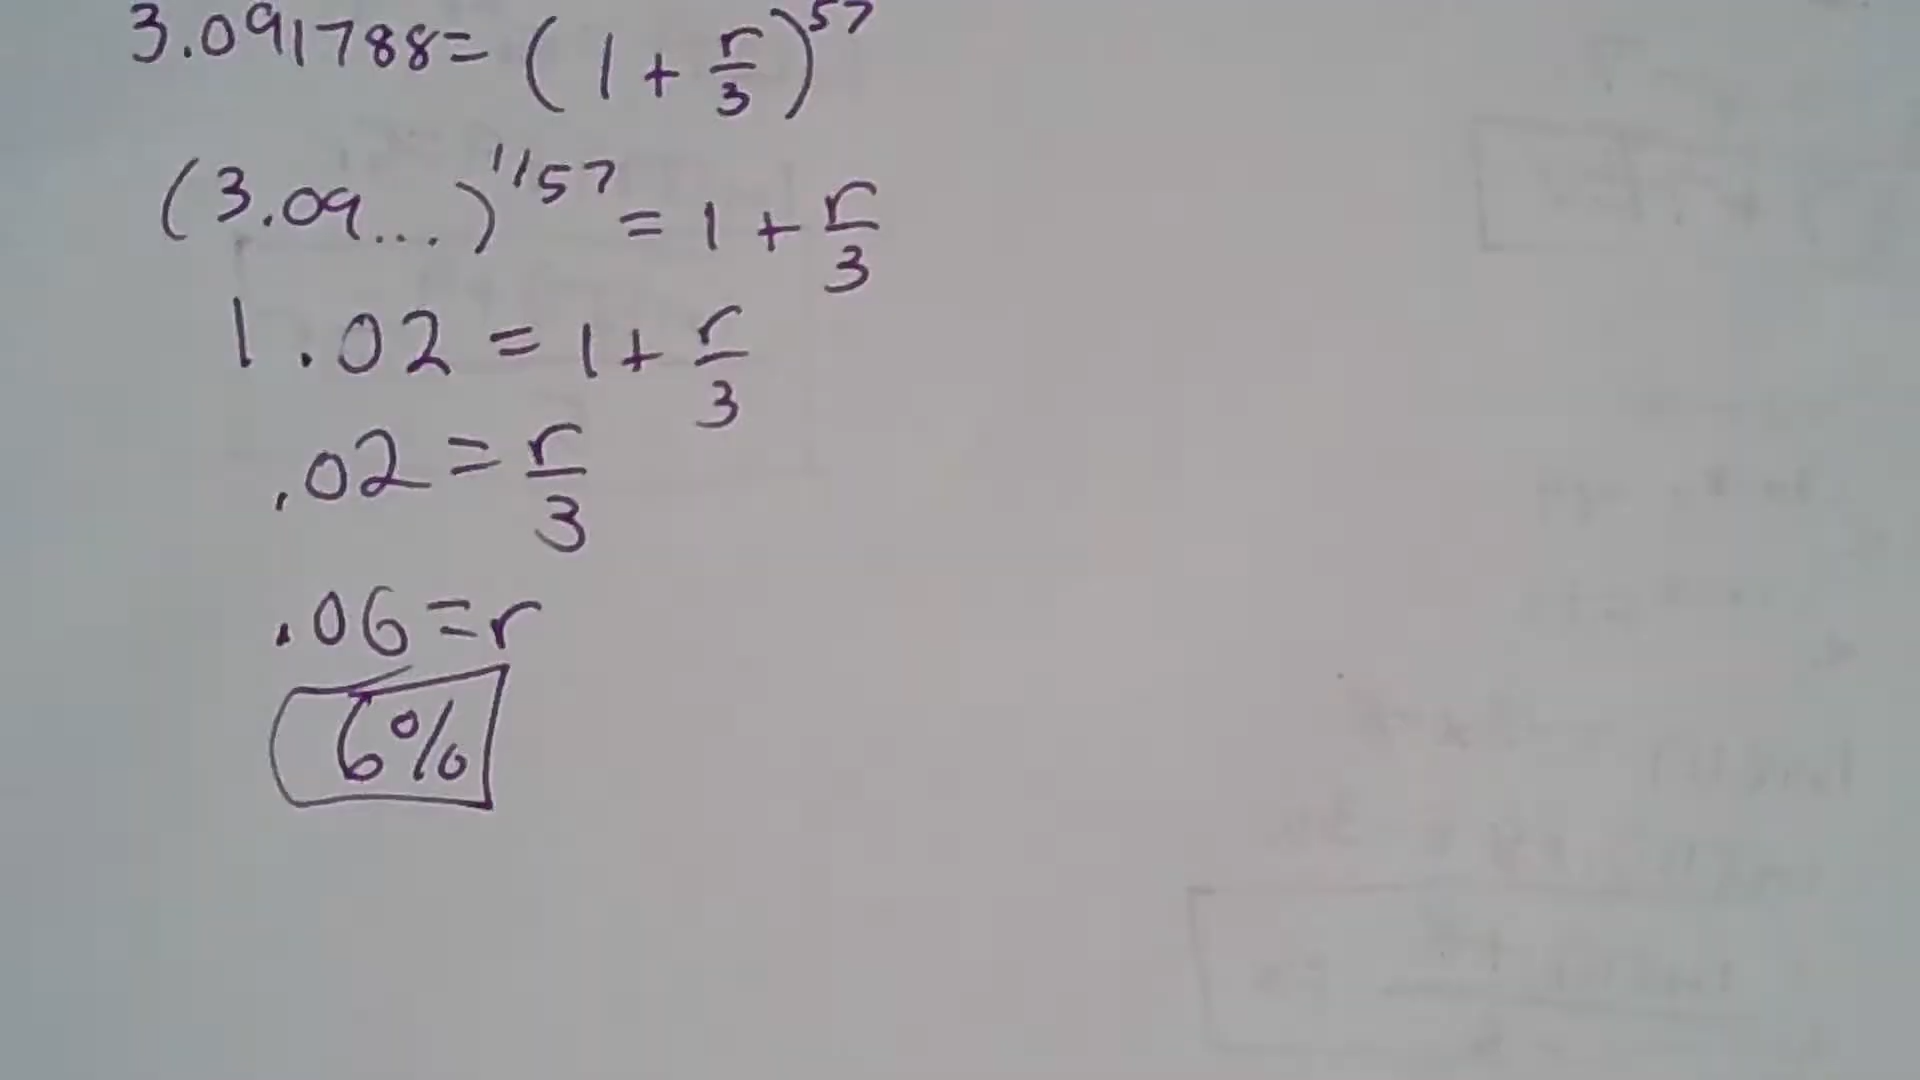 3.091788 = (1 + r/3)^57
(3.09...)^1/57 = 1 + r/3
1.02 = 1 + r/3
.02 = r/3
.06 = r
6%